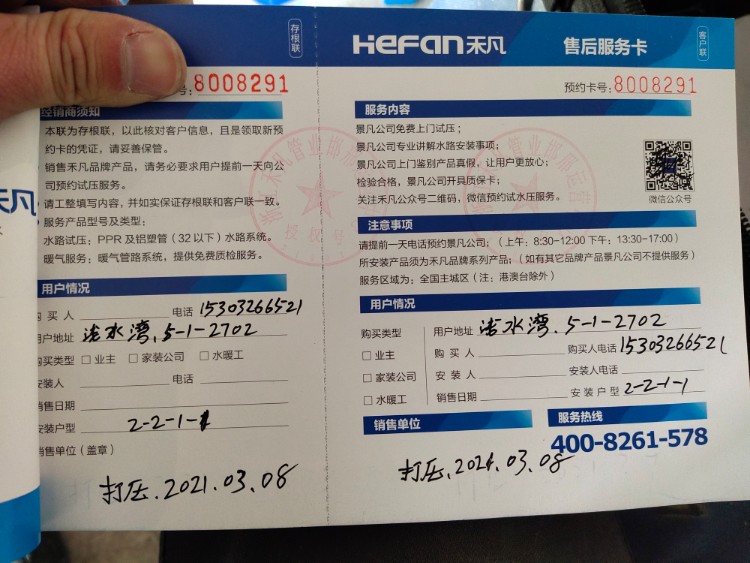 存根联
号:8008291
经销商须知
本联为存根联,以此核对客户信息,且是领取新预
约卡的凭证,请妥善保管。
销售禾凡品牌产品,请务必要求用户提前一天向公
司预约试压服务。
请工整填写内容,并如实保证存根联和客户联一致。
服务产品型号及类型:
水路试压:PPR及铝塑管(32以下)水路系统。
暖气服务:暖气管路系统,提供免费质检服务。
用户情况
购买人 电话 15303266521
用户地址 活水湾,5-1-2702
购买类型 □业主 □家装公司 □水暖工
安装人 电话
销售日期
安装户型 2-2-1-1
销售单位(盖章)
打压.2021.03.08
HEFAN禾凡 售后服务卡
客户联
预约卡号:8008291
服务内容
景凡公司免费上门试压;
景凡公司专业讲解水路安装事项;
景凡公司上门鉴别产品真假,让用户更放心;
检验合格,景凡公司开具质保卡;
关注禾凡公众号二维码,微信预约试水压服务。
微信公众号
注意事项
请提前一天电话预约景凡公司;(上午:8:30-12:00 下午:13:30-17:00)
所安装产品须为禾凡品牌系列产品;(如有其它品牌产品景凡公司不提供服务)
服务区域为:全国主城区(注:港澳台除外)
用户情况
购买类型
□业主
□家装公司
□水暖工
用户地址 活水湾.5-1-2702
购买人 购买人电话 15303266521
安装人 安装人电话
销售日期 安装户型 2-2-1-1
销售单位
服务热线
400-8261-578
打压.2021.03.08